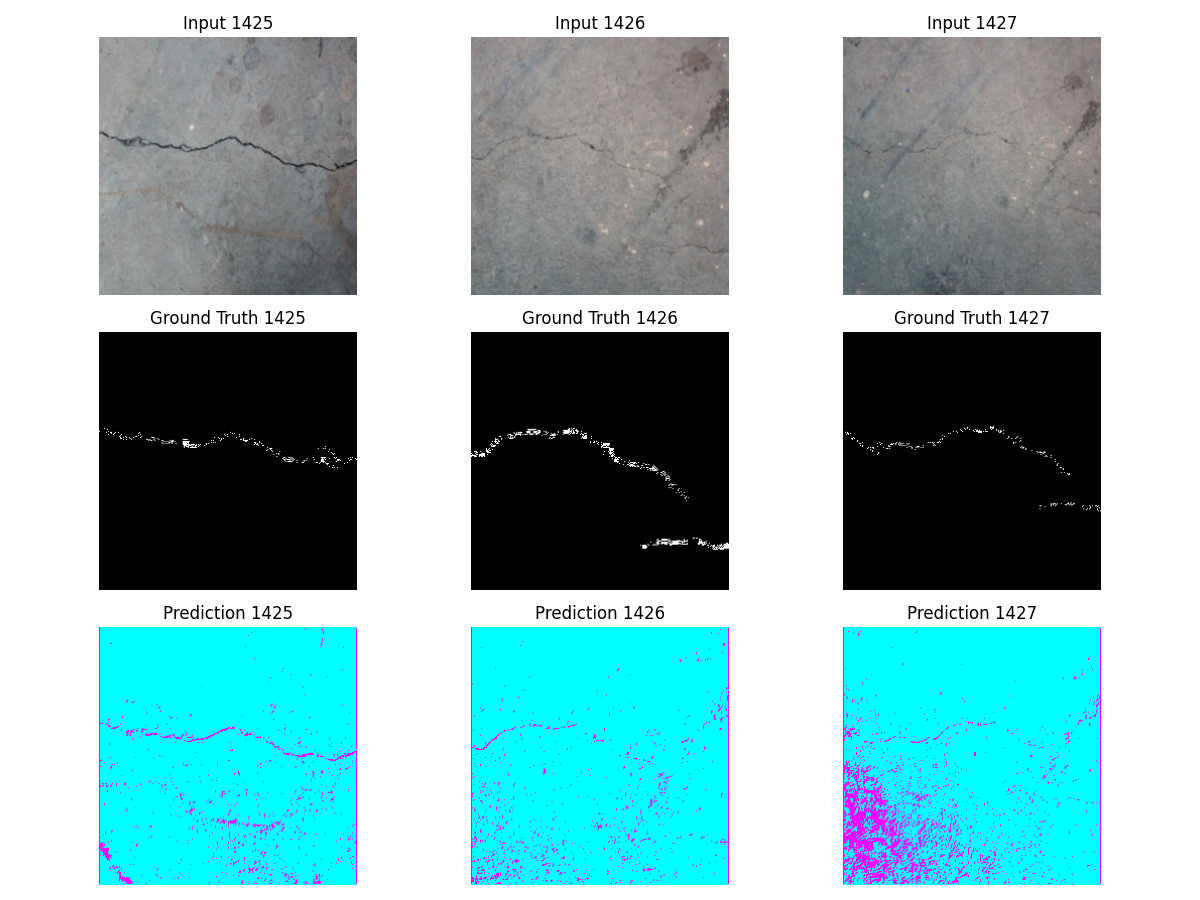 Input 1425
Input 1426
Input 1427
Ground Truth 1425
Ground Truth 1426
Ground Truth 1427
Prediction 1425
Prediction 1426
Prediction 1427